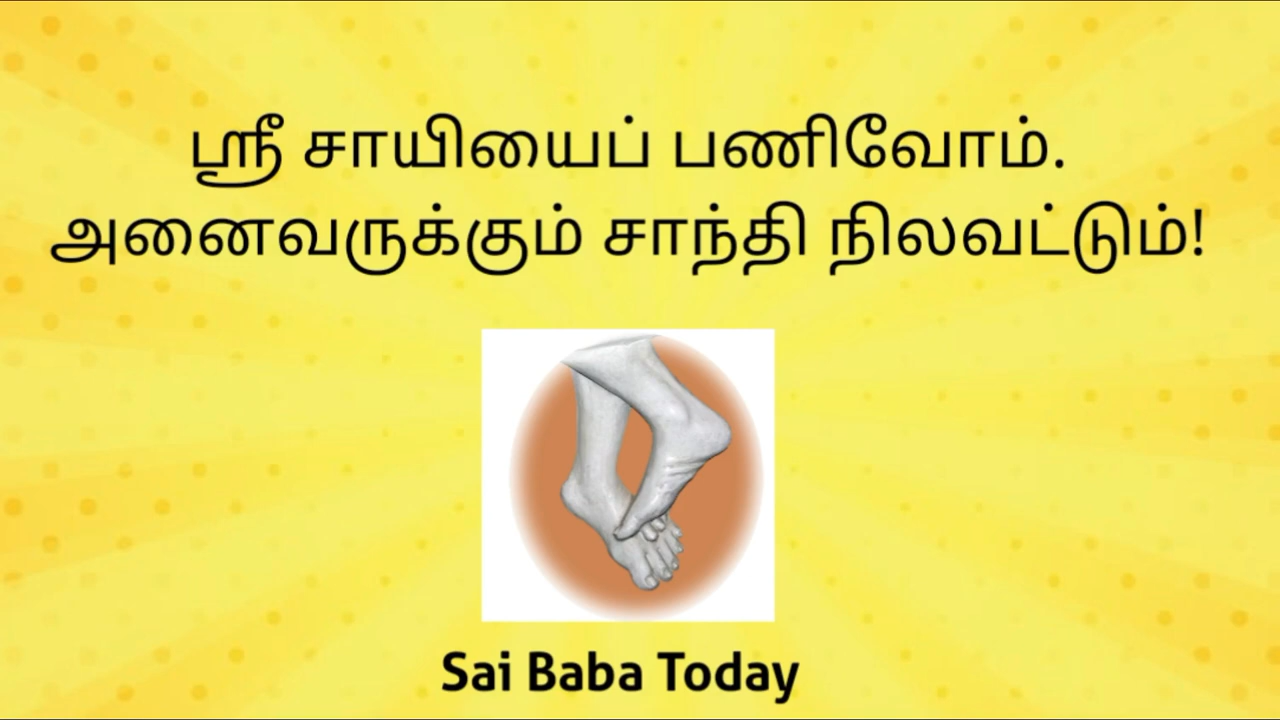 ஸ்ரீ சாயியைப் பணிவோம்.
அனைவருக்கும் சாந்தி நிலவட்டும்!
Sai Baba Today